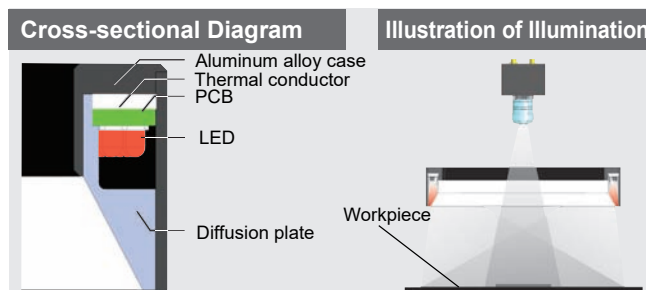 Cross-sectional Diagram
Aluminum alloy case
Thermal conductor
PCB
LED
Diffusion plate
Illustration of Illumination
Workpiece